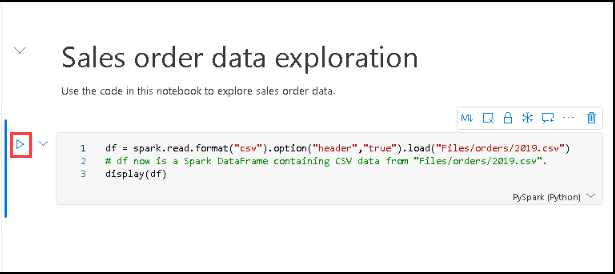 Sales order data exploration
Use the code in this notebook to explore sales order data.
M↓
1 df = spark.read.format("csv").option("header","true").load("Files/orders/2019.csv")
2 # df now is a Spark DataFrame containing CSV data from "Files/orders/2019.csv".
3 display(df)
PySpark (Python)